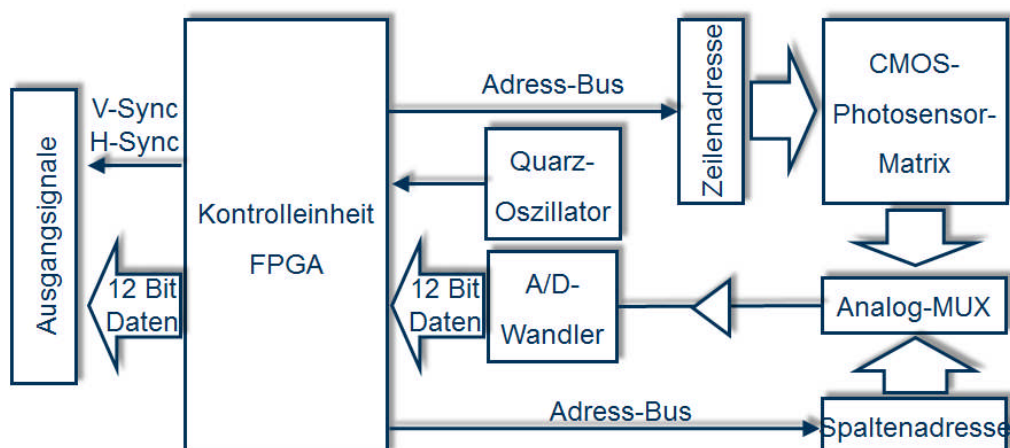 Ausgangsignale
V-Sync
H-Sync
12 Bit
Daten
Kontrolleinheit
FPGA
Adress-Bus
Quarz-
Oszillator
12 Bit
Daten
A/D-
Wandler
Adress-Bus
Zeilenadresse
CMOS-
Photosensor-
Matrix
Analog-MUX
Spaltenadresse